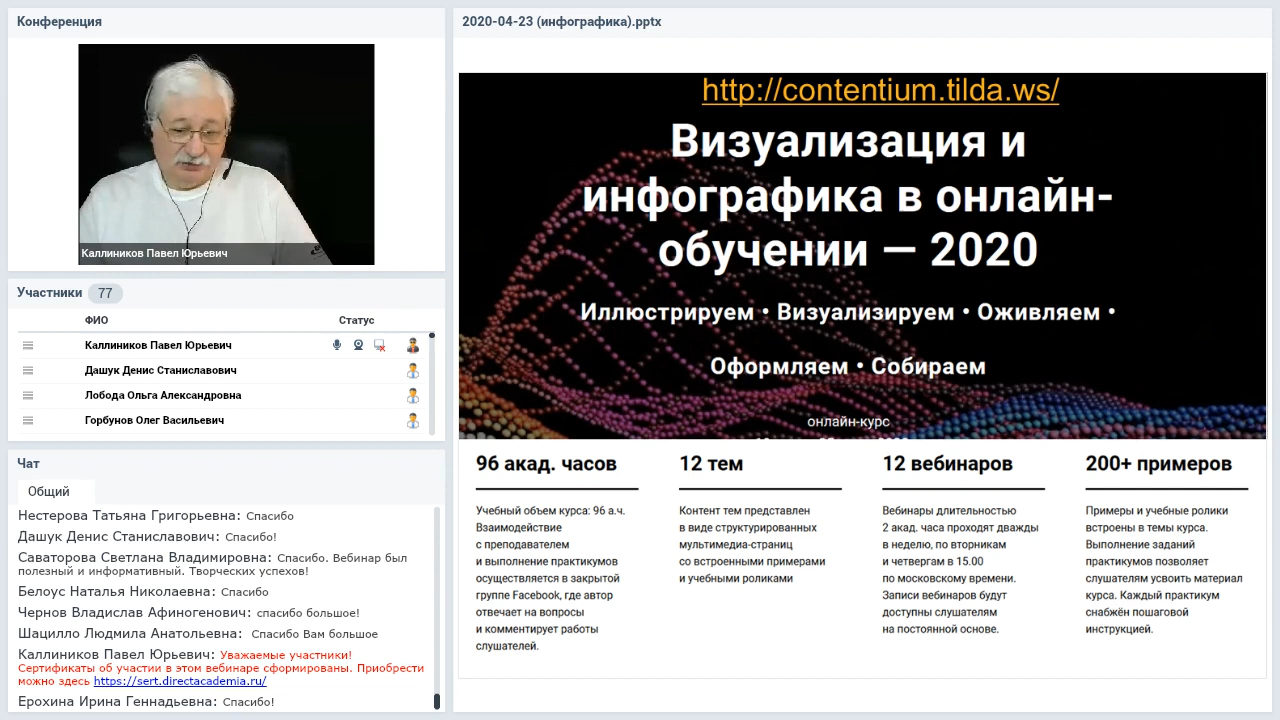 Конференция
Каллиников Павел Юрьевич
Участники 77
ФИО Статус
Каллиников Павел Юрьевич
Дашук Денис Станиславович
Лобода Ольга Александровна
Горбунов Олег Васильевич
Чат
Общий
Нестерова Татьяна Григорьевна: Спасибо
Дашук Денис Станиславович: Спасибо!
Саваторова Светлана Владимировна: Спасибо. Вебинар был
полезный и информативный. Творческих успехов!
Белоус Наталья Николаевна: Спасибо
Чернов Владислав Афиногенович: спасибо большое!
Шацилло Людмила Анатольевна: Спасибо Вам большое
Каллиников Павел Юрьевич: Уважаемые участники!
Сертификаты об участии в этом вебинаре сформированы. Приобрести
можно здесь https://sert.directacademia.ru/
Ерохина Ирина Геннадьевна: Спасибо!
2020-04-23 (инфографика).pptx
http://contentium.tilda.ws/
Визуализация и
инфографика в онлайн-
обучении — 2020
Иллюстрируем • Визуализируем • Оживляем •
Оформляем • Собираем
онлайн-курс
96 акад. часов
Учебный объем курса: 96 а.ч.
Взаимодействие
с преподавателем
и выполнение практикумов
осуществляется в закрытой
группе Facebook, где автор
отвечает на вопросы
и комментирует работы
слушателей.
12 тем
Контент тем представлен
в виде структурированных
мультимедиа-страниц
со встроенными примерами
и учебными роликами
12 вебинаров
Вебинары длительностью
2 акад. часа проходят дважды
в неделю, по вторникам
и четвергам в 15.00
по московскому времени.
Записи вебинаров будут
доступны слушателям
на постоянной основе.
200+ примеров
Примеры и учебные ролики
встроены в темы курса.
Выполнение заданий
практикумов позволяет
слушателям усвоить материал
курса. Каждый практикум
снабжён пошаговой
инструкцией.